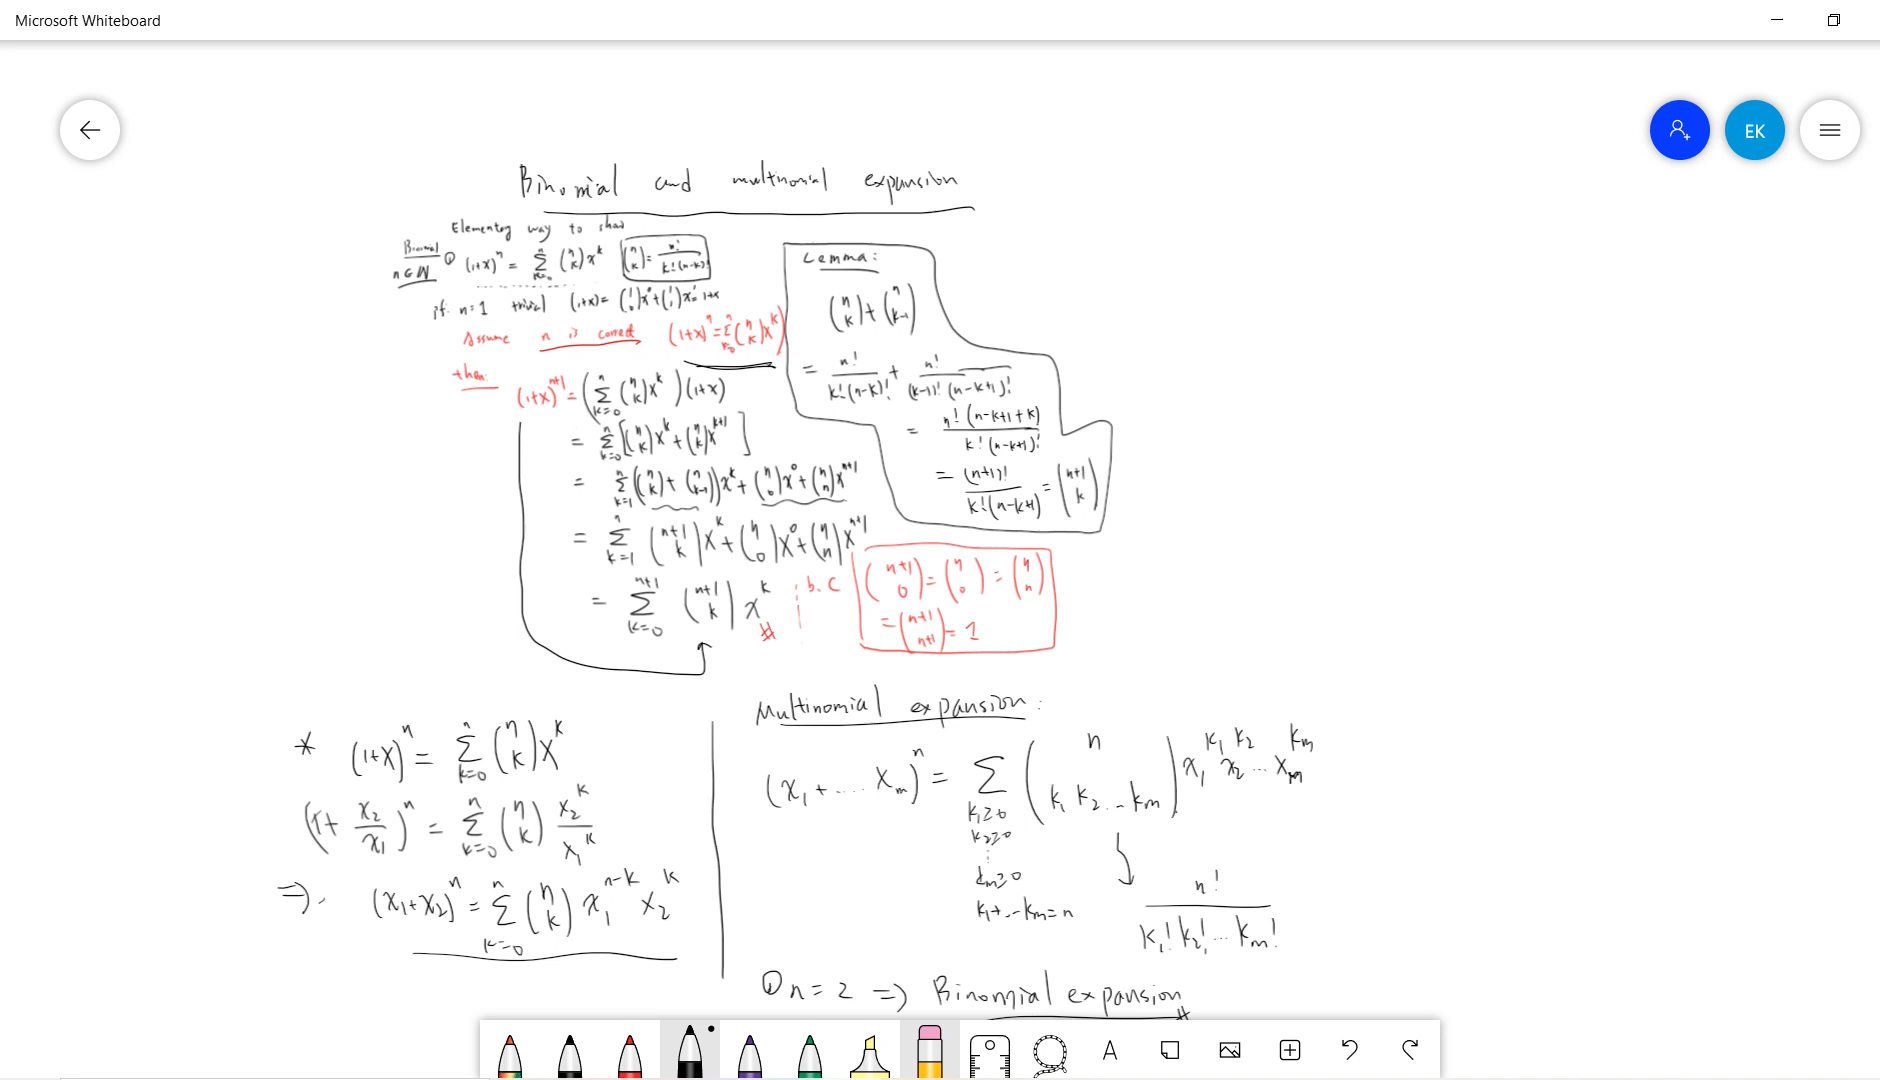 Microsoft Whiteboard
EK
Binomial and multinomial expansion
Elementry way to show
Binomial ① (1+x)^n = Σ_{k=0}^{n} (n k) x^k (n k) = n!/(k!(n-k)!)
n∈N
if n=1 trivial (1+x) = (1 0)x^0 + (1 1)x^1 = 1+x
Assume n is correct (1+x)^n = Σ_{k=0}^{n} (n k) x^k
then:
(1+x)^{n+1} = (Σ_{k=0}^{n} (n k) x^k)(1+x)
= Σ_{k=0}^{n} [(n k) x^k + (n k) x^{k+1}]
= Σ_{k=1}^{n} ((n k) + (n k-1)) x^k + (n 0) x^0 + (n n) x^{n+1}
= Σ_{k=1}^{n} (n+1 k) x^k + (n 0) x^0 + (n n) x^{n+1}
= Σ_{k=0}^{n+1} (n+1 k) x^k #
b.c (n+1 0) = (n 0) = (n n)
= (n+1 n+1) = 1
Lemma:
(n k) + (n k-1)
= n!/(k!(n-k)!) + n!/((k-1)!(n-k+1)!)
= n!(n-k+1+k)/(k!(n-k+1)!)
= (n+1)!/(k!(n-k+1)) = (n+1 k)
* (1+x)^n = Σ_{k=0}^{n} (n k) x^k
(1+ x_2/x_1)^n = Σ_{k=0}^{n} (n k) x_2^k/x_1^k
⇒. (x_1+x_2)^n = Σ_{k=0}^{n} (n k) x_1^{n-k} x_2^k
Multinomial expansion:
(x_1+....x_m)^n = Σ (n k_1 k_2...k_m) x_1^{k_1} x_2^{k_2} ... x_m^{k_m}
k_1≥0
k_2≥0
⋮
k_m≥0
k_1+..-k_m=n
n!/(k_1! k_2! ... k_m!)
① n=2 ⇒ Binomial expansion
#